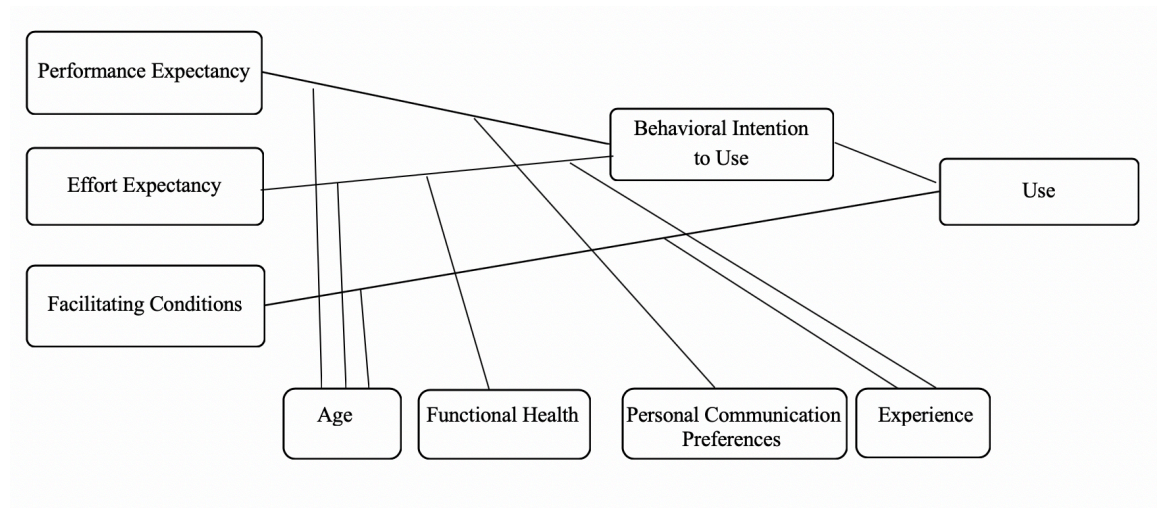 Performance Expectancy
Behavioral Intention
to Use
Effort Expectancy
Use
Facilitating Conditions
Age
Functional Health
Personal Communication
Preferences
Experience